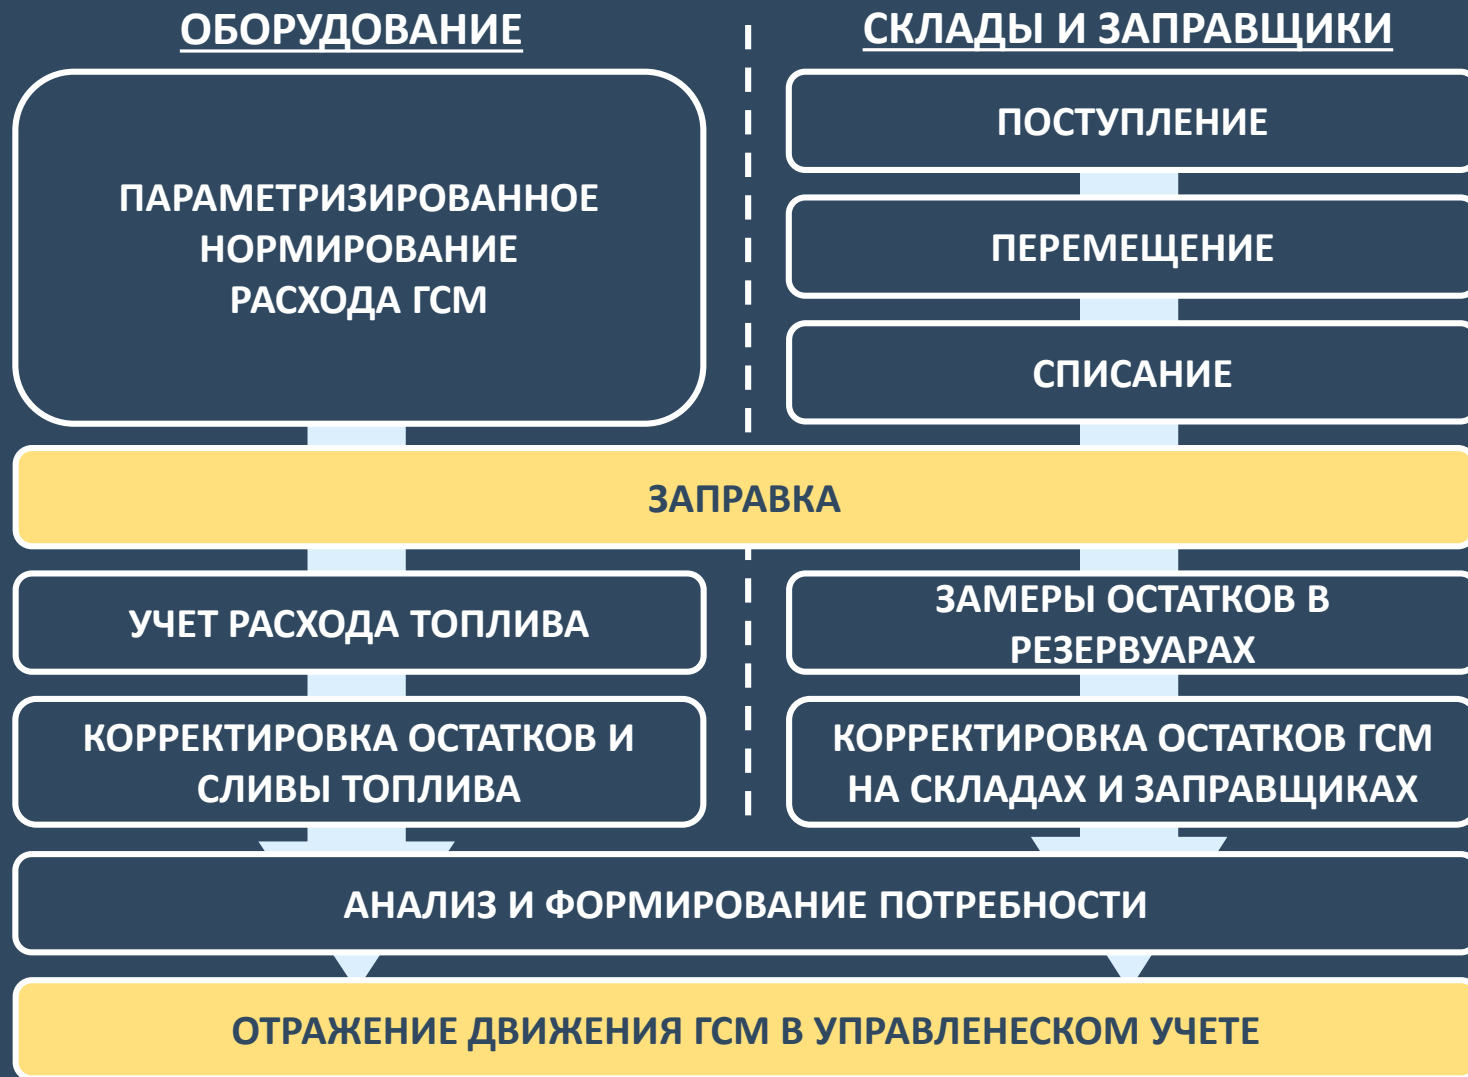 ОБОРУДОВАНИЕ
ПАРАМЕТРИЗИРОВАННОЕ
НОРМИРОВАНИЕ
РАСХОДА ГСМ
СКЛАДЫ И ЗАПРАВЩИКИ
ПОСТУПЛЕНИЕ
ПЕРЕМЕЩЕНИЕ
СПИСАНИЕ
ЗАПРАВКА
УЧЕТ РАСХОДА ТОПЛИВА
КОРРЕКТИРОВКА ОСТАТКОВ И
СЛИВЫ ТОПЛИВА
ЗАМЕРЫ ОСТАТКОВ В
РЕЗЕРВУАРАХ
КОРРЕКТИРОВКА ОСТАТКОВ ГСМ
НА СКЛАДАХ И ЗАПРАВЩИКАХ
АНАЛИЗ И ФОРМИРОВАНИЕ ПОТРЕБНОСТИ
ОТРАЖЕНИЕ ДВИЖЕНИЯ ГСМ В УПРАВЛЕНЕСКОМ УЧЕТЕ